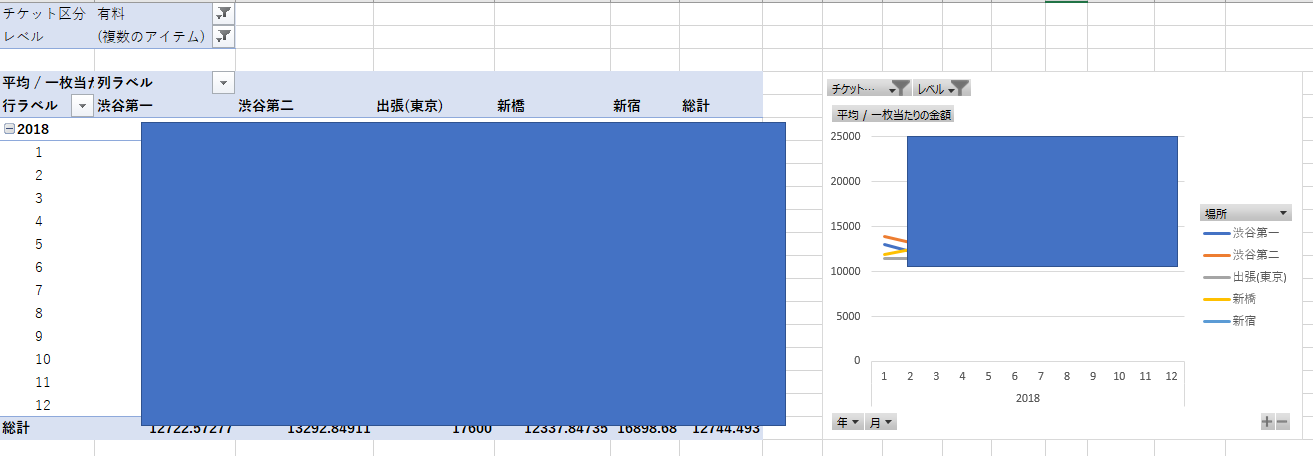 チケット区分 有料
レベル (複数のアイテム)
平均 / 一枚当た 列ラベル
行ラベル 渋谷第一 渋谷第二 出張(東京) 新橋 新宿 総計
2018
1
2
3
4
5
6
7
8
9
10
11
12
総計 12722.57277 13292.84911 17600 12337.84735 16898.68 12744.493
チケット… レベル
平均 / 一枚当たりの金額
25000
20000
15000
10000
5000
0
1 2 3 4 5 6 7 8 9 10 11 12
2018
場所
渋谷第一
渋谷第二
出張(東京)
新橋
新宿
年 月